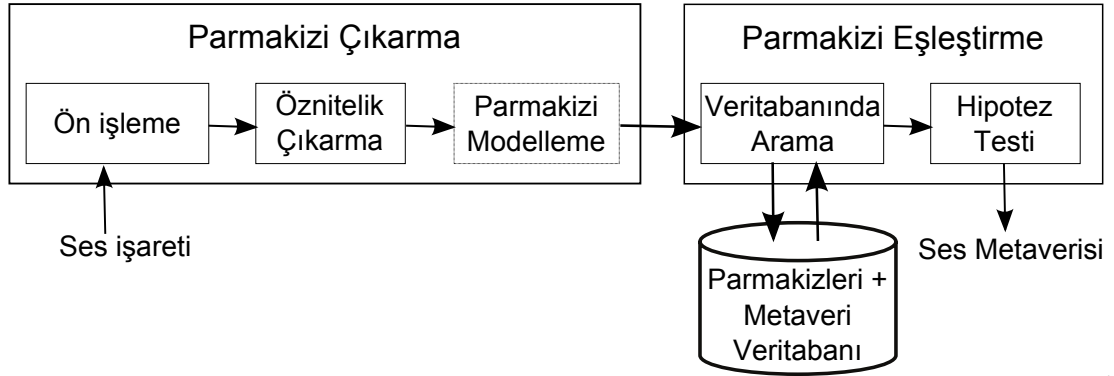 Parmakizi Çıkarma
Ön işleme
Öznitelik
Çıkarma
Parmakizi
Modelleme
Ses işareti
Parmakizi Eşleştirme
Veritabanında
Arama
Hipotez
Testi
Ses Metaverisi
Parmakizleri +
Metaveri
Veritabanı